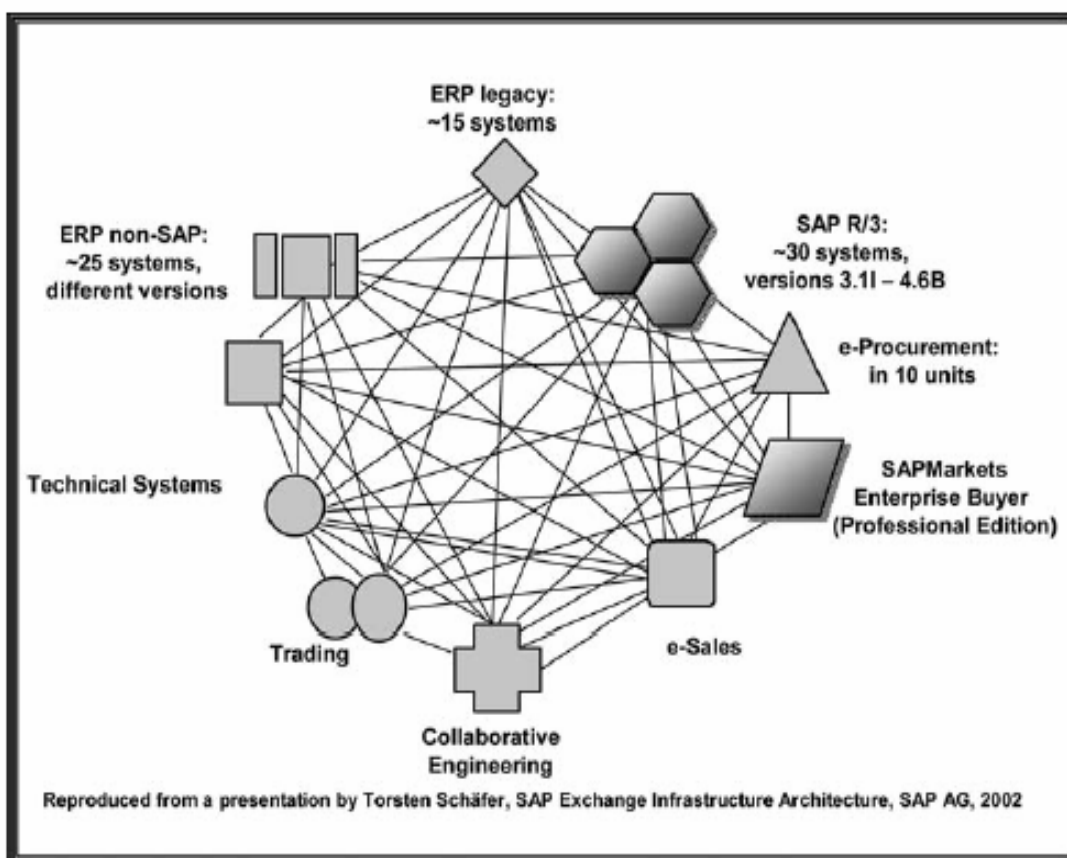 ERP legacy:
~15 systems
ERP non-SAP:
~25 systems,
different versions
SAP R/3:
~30 systems,
versions 3.1I – 4.6B
e-Procurement:
in 10 units
Technical Systems
SAPMarkets
Enterprise Buyer
(Professional Edition)
Trading
e-Sales
Collaborative
Engineering
Reproduced from a presentation by Torsten Schäfer, SAP Exchange Infrastructure Architecture, SAP AG, 2002